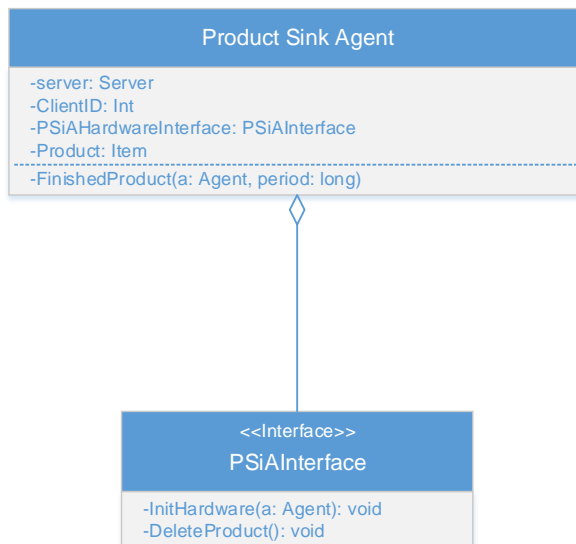 Product Sink Agent
-server: Server
-ClientID: Int
-PSiAHardwareInterface: PSiAInterface
-Product: Item
-FinishedProduct(a: Agent, period: long)
<<Interface>>
PSiAInterface
-InitHardware(a: Agent): void
-DeleteProduct(): void